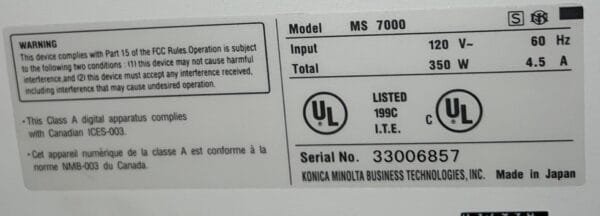 WARNING
This device complies with Part 15 of the FCC Rules.Operation is subject
to the following two conditions : (1) this device may not cause harmful
interference,and (2) this device must accept any interference received,
including interference that may cause undesired operation.
•This Class A digital apparatus complies
with Canadian ICES-003.
•Cet appareil numérique de la classe A est conforme à la
norme NMB-003 du Canada.
Model MS 7000
Input 120 V~ 60 Hz
Total 350 W 4.5 A
UL LISTED
199C
I.T.E.
C UL
Serial No. 33006857
KONICA MINOLTA BUSINESS TECHNOLOGIES, INC. Made in Japan